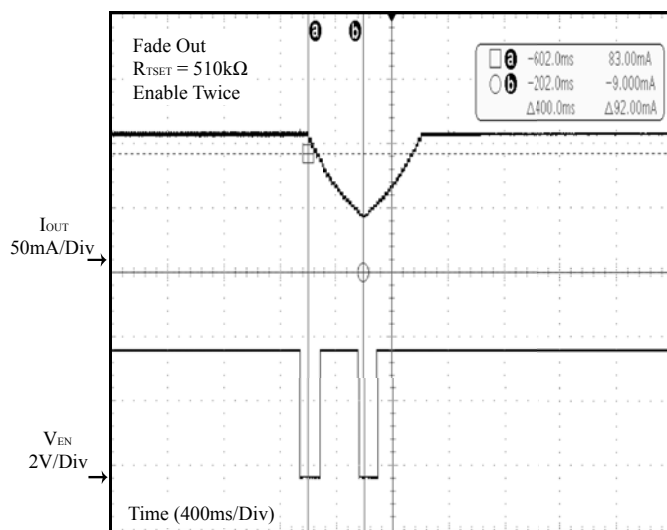 Fade Out
RTSET = 510kΩ
Enable Twice
a b
a -602.0ms 83.00mA
b -202.0ms -9.000mA
Δ400.0ms Δ92.00mA
IOUT
50mA/Div
VEN
2V/Div
Time (400ms/Div)